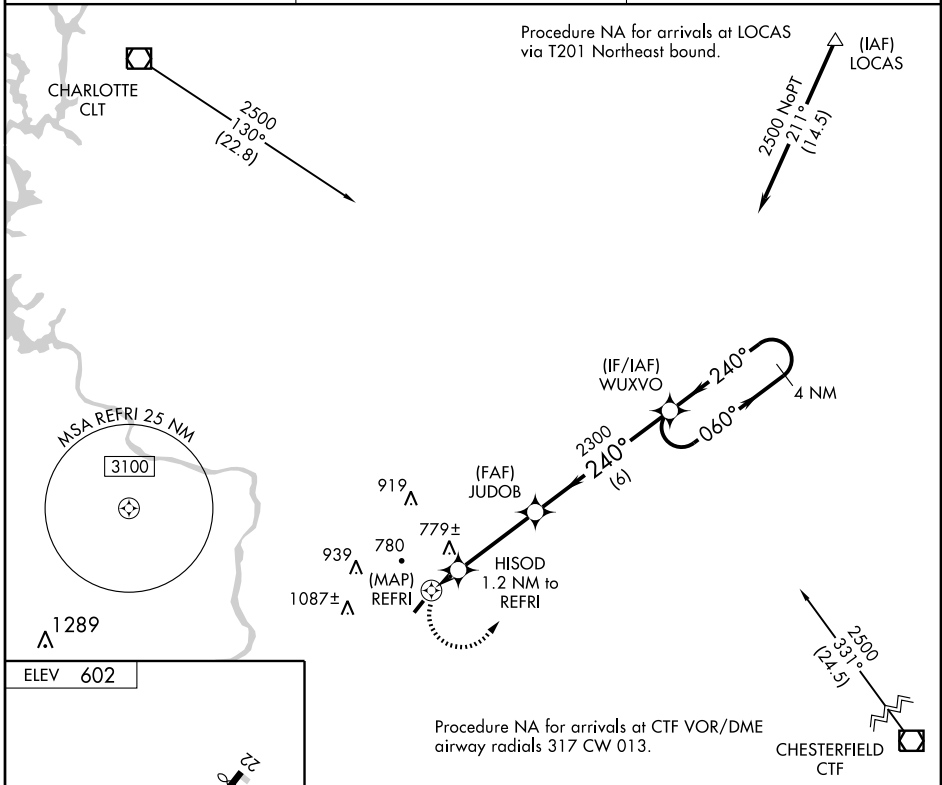 Procedure NA for arrivals at LOCAS
via T201 Northeast bound.
(IAF)
LOCAS
CHARLOTTE
CLT
2500
130°
(22.8)
2500 NoPT
211°
(14.5)
(IF/IAF)
WUXVO
240°
4 NM
060°
2300
240°
(6)
MSA REFRI 25 NM
3100
(FAF)
JUDOB
919
779±
939
780
HISOD
1.2 NM to
REFRI
(MAP)
REFRI
1087±
1289
2500
331°
(24.5)
ELEV 602
Procedure NA for arrivals at CTF VOR/DME
airway radials 317 CW 013.
CHESTERFIELD
CTF
22